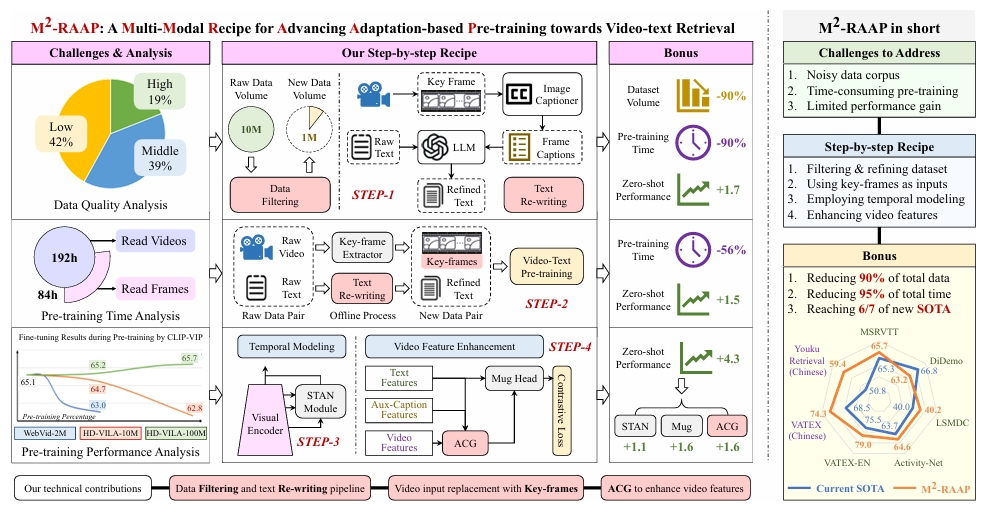 M²-RAAP: A Multi-Modal Recipe for Advancing Adaptation-based Pre-training towards Video-text Retrieval
Challenges & Analysis
High
19%
Low
42%
Middle
39%
Data Quality Analysis
192h
84h
Read Videos
Read Frames
Pre-training Time Analysis
Fine-tuning Results during Pre-training by CLIP-VIP
65.1
65.2
65.7
64.7
63.0
62.8
Pre-training Percentage
WebVid-2M
HD-VILA-10M
HD-VILA-100M
Pre-training Performance Analysis
Our Step-by-step Recipe
Raw Data
Volume
New Data
Volume
10M
1M
Data
Filtering
Key Frame
CC
Image
Captioner
Raw
Text
LLM
Frame
Captions
STEP-1
Refined
Text
Text
Re-writing
Raw
Video
Key-frame
Extractor
Key-frames
Video-Text
Pre-training
Raw
Text
Text
Re-writing
Refined
Text
STEP-2
Raw Data Pair
Offline Process
New Data Pair
Temporal Modeling
Visual
Encoder
STAN
Module
STEP-3
Video Feature Enhancement
STEP-4
Text
Features
Aux-Caption
Features
Video
Features
Mug Head
ACG
Contrastive Loss
Bonus
Dataset
Volume
-90%
Pre-training
Time
-90%
Zero-shot
Performance
+1.7
Pre-training
Time
-56%
Zero-shot
Performance
+1.5
Zero-shot
Performance
+4.3
STAN
Mug
ACG
+1.1
+1.6
+1.6
Our technical contributions
Data Filtering and text Re-writing pipeline
Video input replacement with Key-frames
ACG to enhance video features
M²-RAAP in short
Challenges to Address
1. Noisy data corpus
2. Time-consuming pre-training
3. Limited performance gain
Step-by-step Recipe
1. Filtering & refining dataset
2. Using key-frames as inputs
3. Employing temporal modeling
4. Enhancing video features
Bonus
1. Reducing 90% of total data
2. Reducing 95% of total time
3. Reaching 6/7 of new SOTA
MSRVTT
65.7
Youku
Retrieval
(Chinese)
59.4
65.3
63.2
DiDemo
66.8
50.8
74.3
68.5
40.0
40.2
LSMDC
VATEX
(Chinese)
75.5
63.7
79.0
64.6
VATEX-EN
Activity-Net
Current SOTA
M²-RAAP